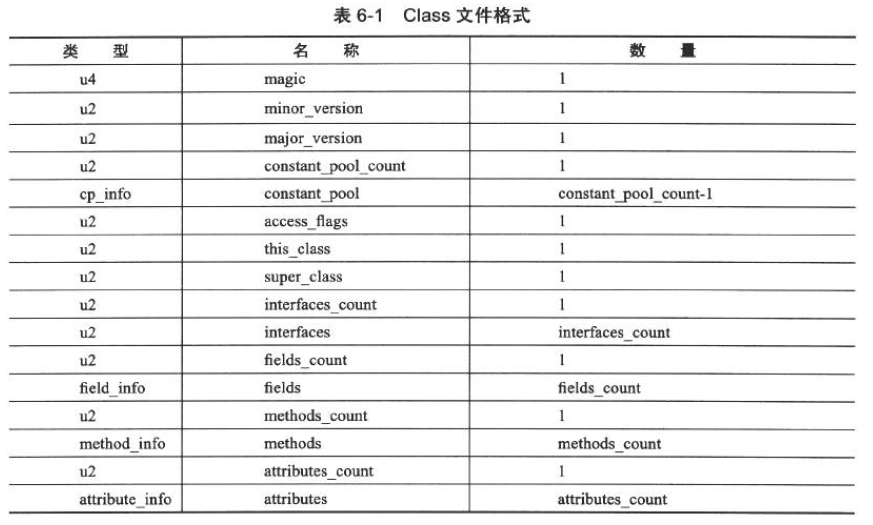 表 6-1 Class 文件格式
类 型 名 称 数 量
u4 magic 1
u2 minor_version 1
u2 major_version 1
u2 constant_pool_count 1
cp_info constant_pool constant_pool_count-1
u2 access_flags 1
u2 this_class 1
u2 super_class 1
u2 interfaces_count 1
u2 interfaces interfaces_count
u2 fields_count 1
field_info fields fields_count
u2 methods_count 1
method_info methods methods_count
u2 attributes_count 1
attribute_info attributes attributes_count